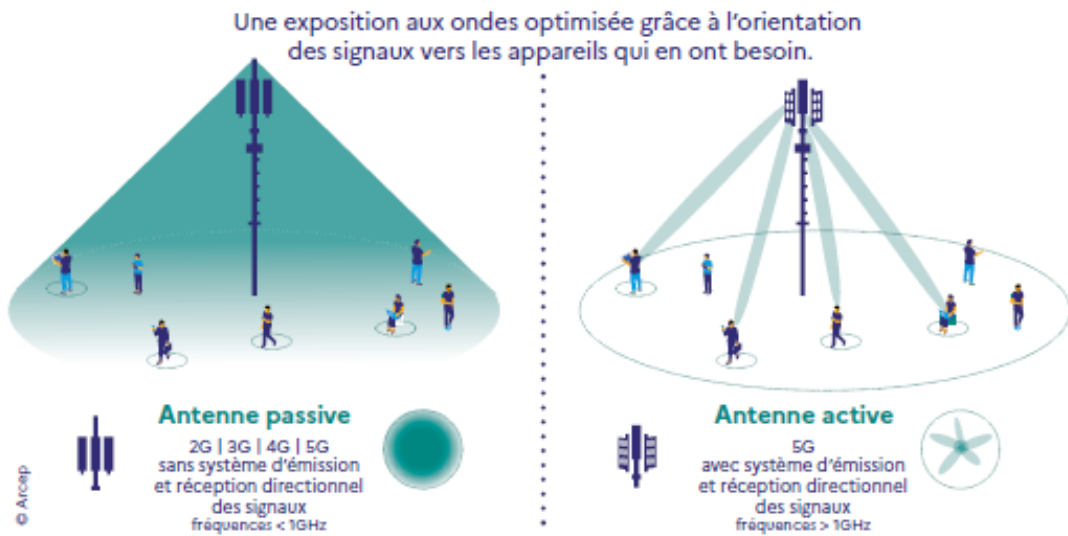 Une exposition aux ondes optimisée grâce à l'orientation
des signaux vers les appareils qui en ont besoin.
Antenne passive
2G | 3G | 4G | 5G
sans système d'émission
et réception directionnel
des signaux
fréquences < 1GHz
Antenne active
5G
avec système d'émission
et réception directionnel
des signaux
fréquences > 1GHz
© Arcep